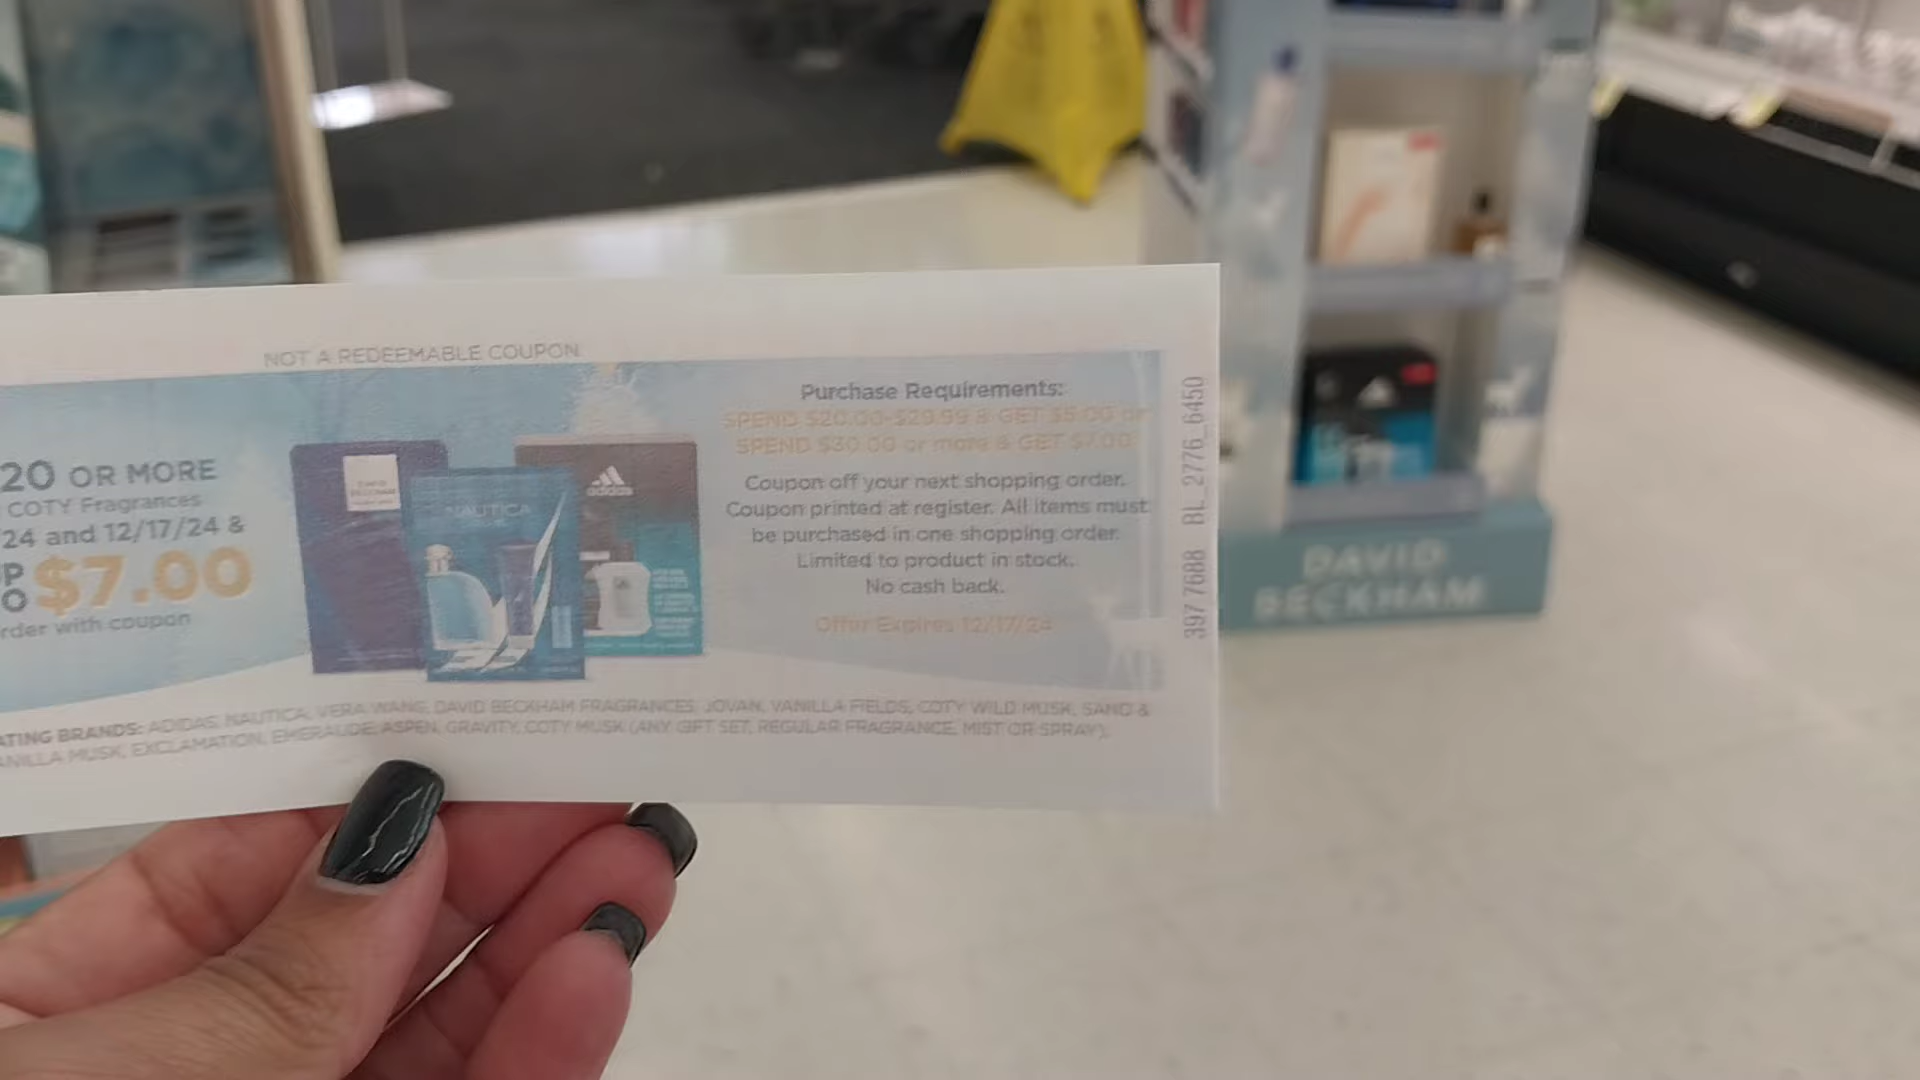 NOT A REDEEMABLE COUPON
20 OR MORE
COTY Fragrances
24 and 12/17/24 &
$7.00
rder with coupon
NAUTICA
adidas
Purchase Requirements:
SPEND $20.00-$29.99 & GET $5.00 or
SPEND $30.00 or more & GET $7.00
Coupon off your next shopping order.
Coupon printed at register. All items must
be purchased in one shopping order.
Limited to product in stock.
No cash back.
Offer Expires 12/17/24
397 7688 BL_2776_6450
ATING BRANDS: ADIDAS, NAUTICA, VERA WANG, DAVID BECKHAM FRAGRANCES, JOVAN, VANILLA FIELDS, COTY WILD MUSK, SAND &
ANILLA MUSK, EXCLAMATION, EMERAUDE, ASPEN, GRAVITY, COTY MUSK (ANY GIFT SET, REGULAR FRAGRANCE, MIST OR SPRAY);
DAVID
BECKHAM